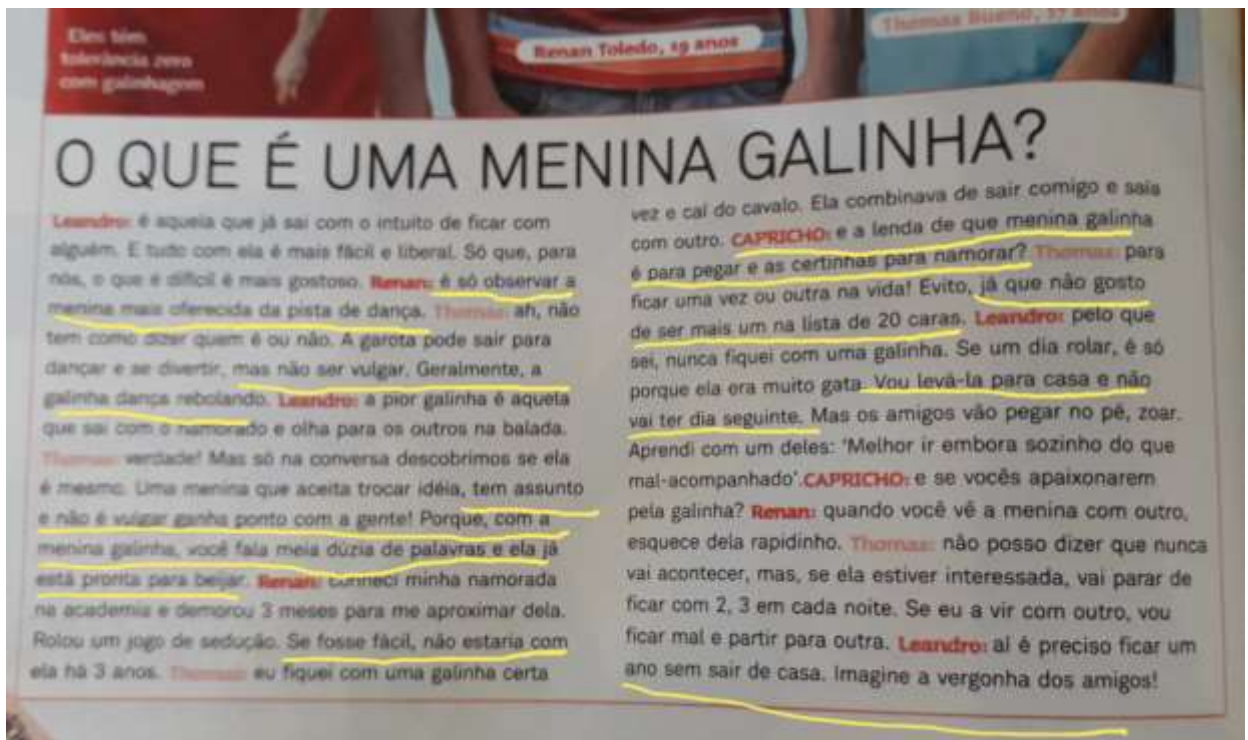 Eles têm
tolerância zero
com galinhagem
Renan Toledo, 19 anos
Thomas Bueno, 17 anos
O QUE É UMA MENINA GALINHA?
Leandro: é aquela que já sai com o intuito de ficar com
alguém. E tudo com ela é mais fácil e liberal. Só que, para
nós, o que é difícil é mais gostoso. Renan: é só observar a
menina mais oferecida da pista de dança. Thomas: ah, não
tem como dizer quem é ou não. A garota pode sair para
dançar e se divertir, mas não ser vulgar. Geralmente, a
galinha dança rebolando. Leandro: a pior galinha é aquela
que sai com o namorado e olha para os outros na balada.
Thomas: verdade! Mas só na conversa descobrimos se ela
é mesmo. Uma menina que aceita trocar idéia, tem assunto
e não é vulgar ganha ponto com a gente! Porque, com a
menina galinha, você fala meia dúzia de palavras e ela já
está pronta para beijar. Renan: conheci minha namorada
na academia e demorou 3 meses para me aproximar dela.
Rolou um jogo de sedução. Se fosse fácil, não estaria com
ela há 3 anos. Thomas: eu fiquei com uma galinha certa
vez e caí do cavalo. Ela combinava de sair comigo e saía
com outro. CAPRICHO: e a lenda de que menina galinha
é para pegar e as certinhas para namorar? Thomas: para
ficar uma vez ou outra na vida! Evito, já que não gosto
de ser mais um na lista de 20 caras. Leandro: pelo que
sei, nunca fiquei com uma galinha. Se um dia rolar, é só
porque ela era muito gata. Vou levá-la para casa e não
vai ter dia seguinte. Mas os amigos vão pegar no pé, zoar.
Aprendi com um deles: 'Melhor ir embora sozinho do que
mal-acompanhado'.CAPRICHO: e se vocês apaixonarem
pela galinha? Renan: quando você vê a menina com outro,
esquece dela rapidinho. Thomas: não posso dizer que nunca
vai acontecer, mas, se ela estiver interessada, vai parar de
ficar com 2, 3 em cada noite. Se eu a vir com outro, vou
ficar mal e partir para outra. Leandro: aí é preciso ficar um
ano sem sair de casa. Imagine a vergonha dos amigos!